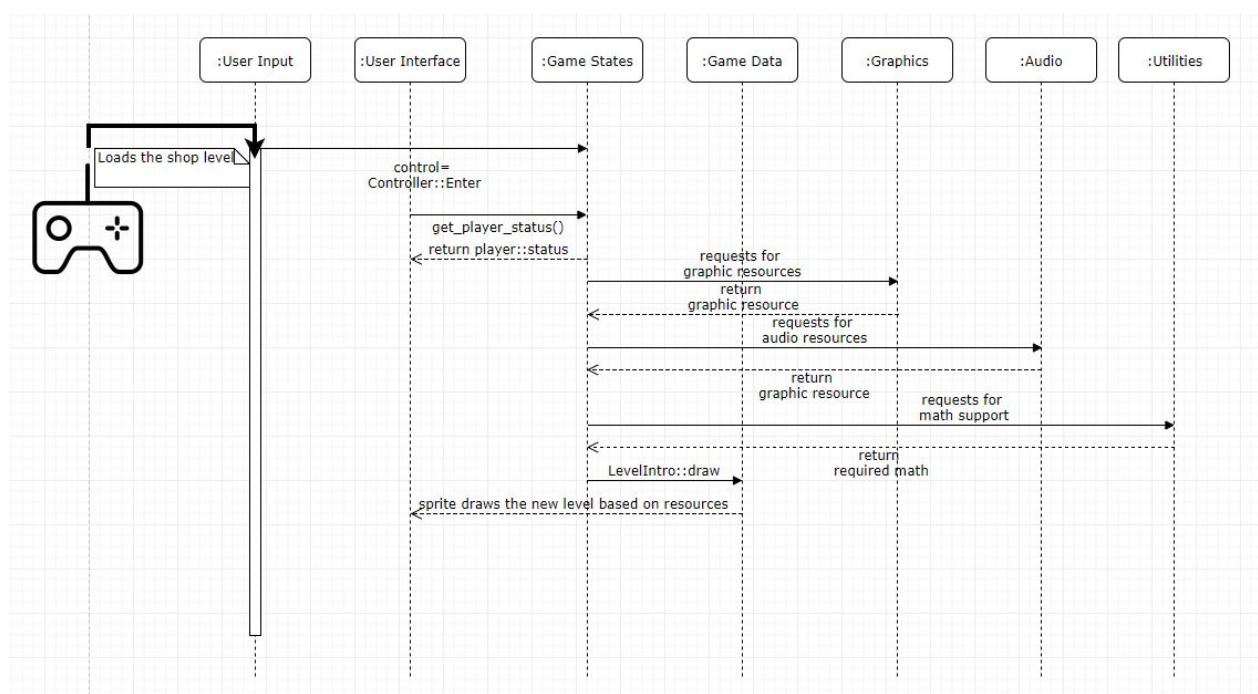 :User Input
:User Interface
:Game States
:Game Data
:Graphics
:Audio
:Utilities
Loads the shop level
control=
Controller::Enter
get_player_status()
return player::status
requests for
graphic resources
return
graphic resource
requests for
audio resources
return
graphic resource
requests for
math support
return
required math
LevelIntro::draw
sprite draws the new level based on resources